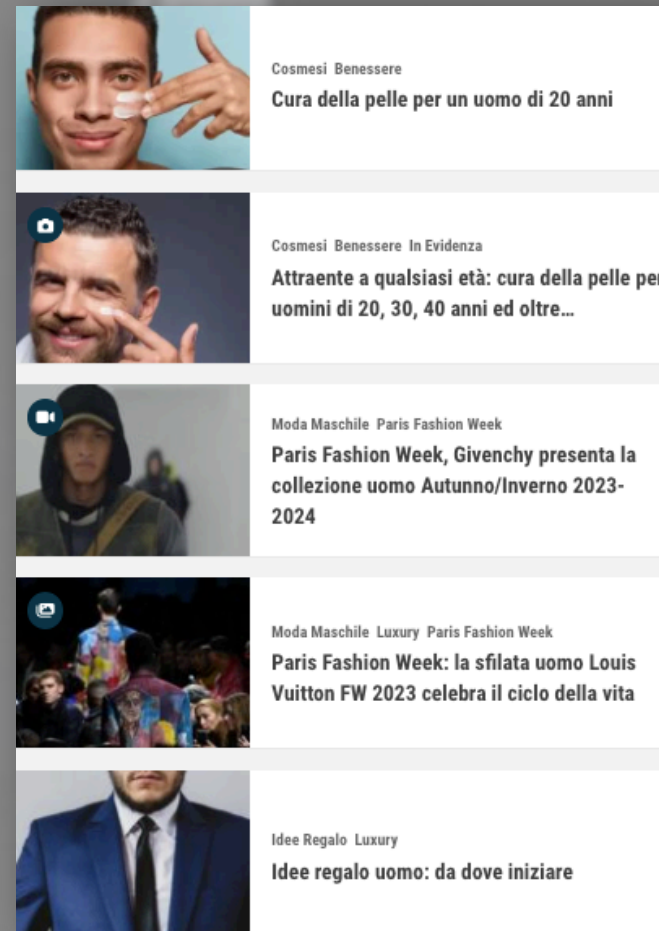 Cosmesi Benessere
Cura della pelle per un uomo di 20 anni
Cosmesi Benessere In Evidenza
Attraente a qualsiasi età: cura della pelle per
uomini di 20, 30, 40 anni ed oltre...
Moda Maschile Paris Fashion Week
Paris Fashion Week, Givenchy presenta la
collezione uomo Autunno/Inverno 2023-
2024
Moda Maschile Luxury Paris Fashion Week
Paris Fashion Week: la sfilata uomo Louis
Vuitton FW 2023 celebra il ciclo della vita
Idee Regalo Luxury
Idee regalo uomo: da dove iniziare